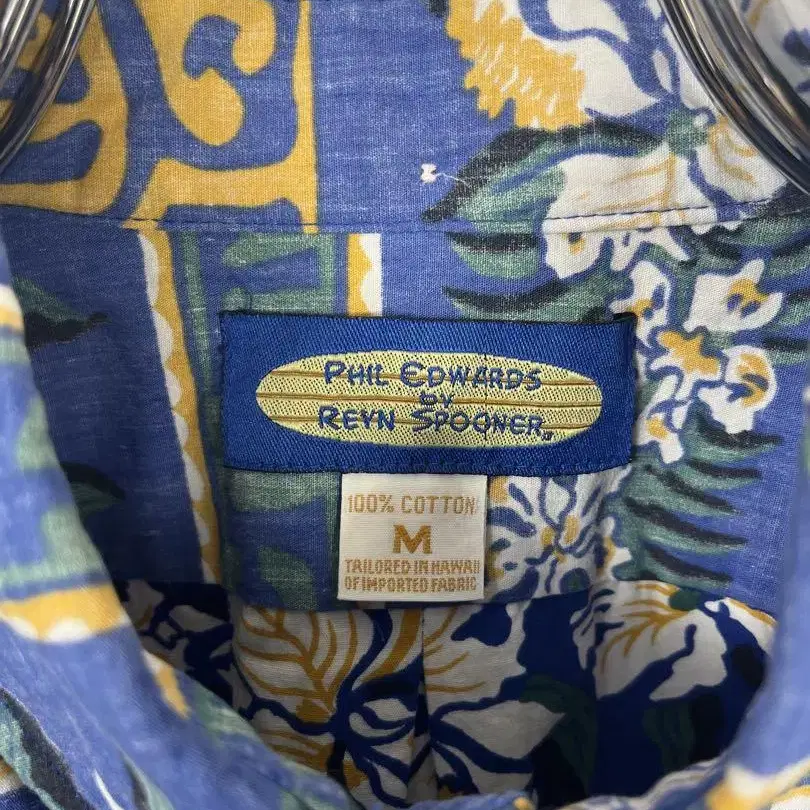 PHIL EDWARDS
BY
REYN SPOONER
100% COTTON
M
TAILORED IN HAWAII
OF IMPORTED FABRIC